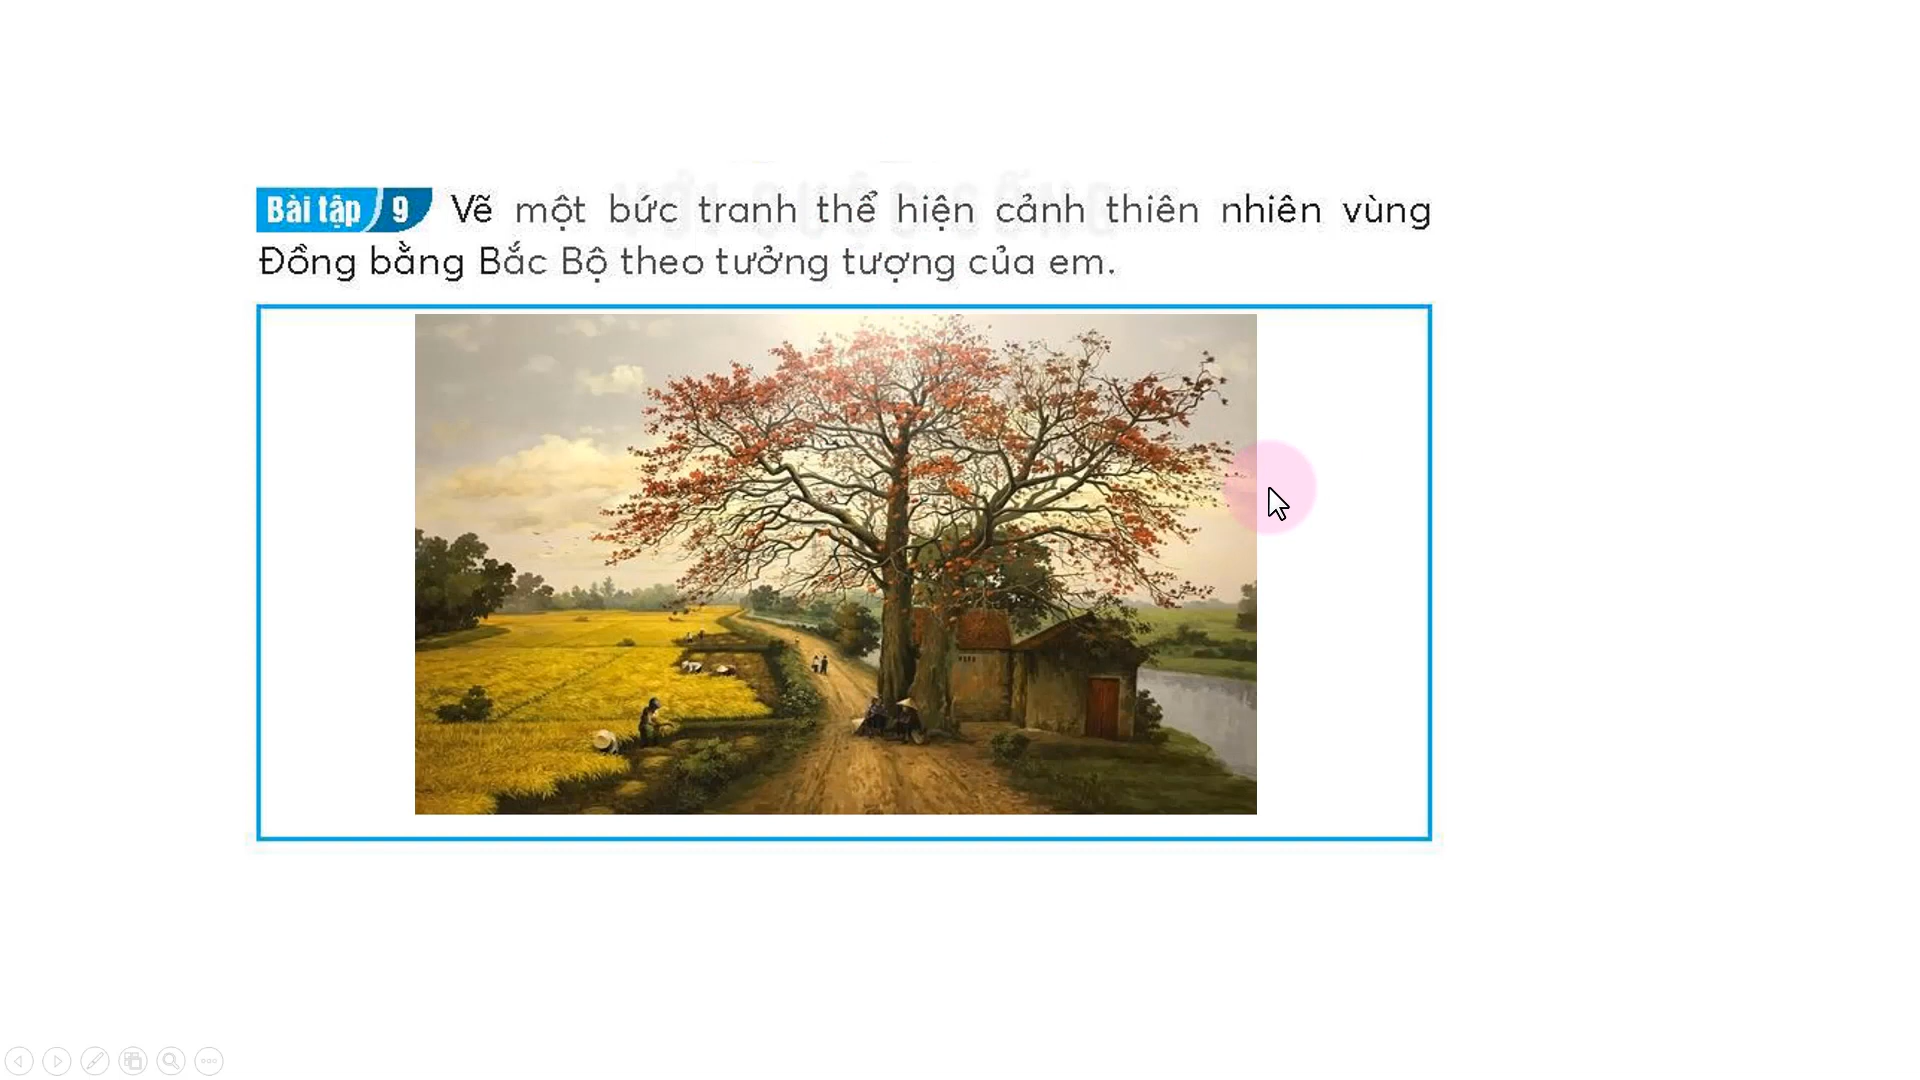 Bài tập 9 Vẽ một bức tranh thể hiện cảnh thiên nhiên vùng
Đồng bằng Bắc Bộ theo tưởng tượng của em.